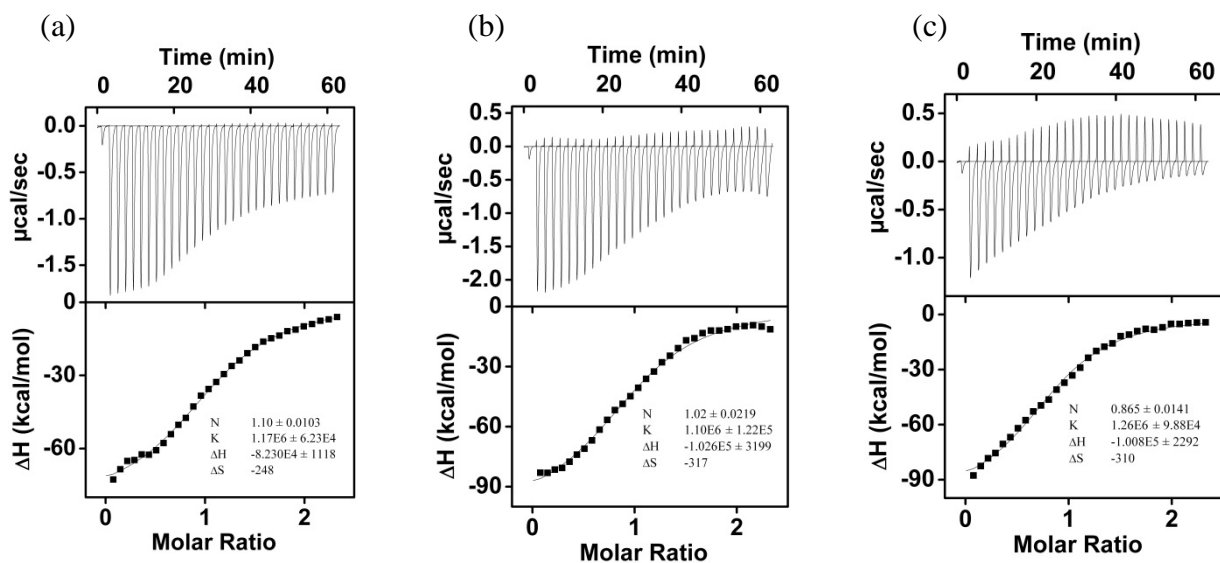 (a)
Time (min)
0 20 40 60
0.0
-0.5
-1.0
-1.5
0
μcal/sec
-30
-60
ΔH (kcal/mol)
N 1.10 ± 0.0103
K 1.17E6 ± 6.23E4
ΔH -8.230E4 ± 1118
ΔS -248
0 1 2
Molar Ratio
(b)
Time (min)
0 20 40 60
0.5
0.0
-0.5
-1.0
-1.5
-2.0
0
μcal/sec
-30
-60
-90
ΔH (kcal/mol)
N 1.02 ± 0.0219
K 1.10E6 ± 1.22E5
ΔH -1.026E5 ± 3199
ΔS -317
0 1 2
Molar Ratio
(c)
Time (min)
0 20 40 60
0.5
0.0
-0.5
-1.0
μcal/sec
0
-30
-60
-90
ΔH (kcal/mol)
N 0.865 ± 0.0141
K 1.26E6 ± 9.88E4
ΔH -1.008E5 ± 2292
ΔS -310
0 1 2
Molar Ratio